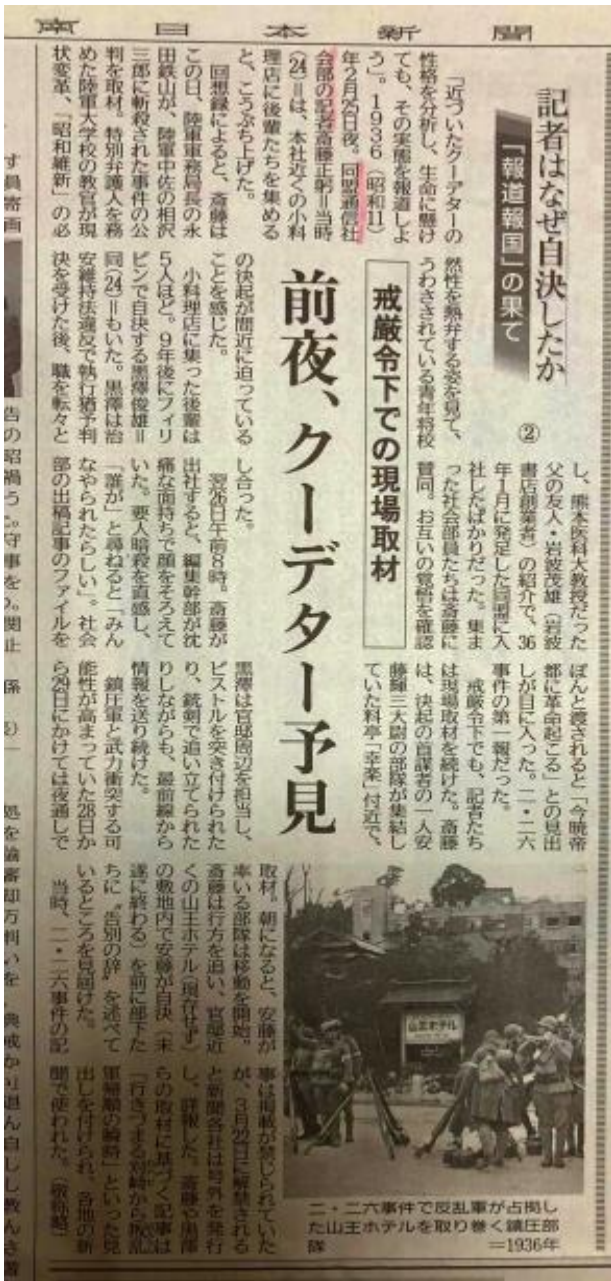 南日本新聞
記者はなぜ自決したか
「報道報国」の果て
②
前夜、クーデター予見
戒厳令下での現場取材
「近づいたクーデターの
性格を分析し、生命に懸け
ても、その実態を報道しよ
う」。1936（昭和11）
年2月25日夜。同盟通信社
会部の記者斎藤正躬＝当時
(24)＝は、本社近くの小料
理店に後輩たちを集める
と、こうぶち上げた。
回想録によると、斎藤は
この日、陸軍軍務局長の永
田鉄山が、陸軍中佐の相沢
三郎に斬殺された事件の公
判を取材。特別弁護人を務
めた陸軍大学校の教官が現
状変革、「昭和維新」の必
然性を熱弁する姿を見て、
うわさされている青年将校
の決起が間近に迫っている
ことを感じた。
小料理店に集った後輩は
5人ほど。9年後にフィリ
ピンで自決する黒澤俊雄＝
同(24)＝もいた。黒澤は治
安維持法違反で執行猶予判
決を受けた後、職を転々と
し、熊本医科大教授だった
父の友人・岩波茂雄（岩波
書店創業者）の紹介で、36
年1月に発足した同盟に入
社したばかりだった。集ま
った社会部員たちは斎藤に
賛同。お互いの覚悟を確認
し合った。
翌26日午前8時。斎藤が
出社すると、編集幹部が沈
痛な面持ちで顔をそろえて
いた。要人暗殺を直感し、
「誰が」と尋ねると「みん
なやられたらしい」。社会
部の出稿記事のファイルを
ぽんと渡されると「今暁帝
都に革命起こる」との見出
しが目に入った。二・二六
事件の第一報だった。
戒厳令下でも、記者たち
は現場取材を続けた。斎藤
は、決起の首謀者の一人安
藤輝三大尉の部隊が集結し
ていた料亭「幸楽」付近で、
黒澤は官邸周辺を担当し、
ピストルを突き付けられた
り、銃剣で追い立てられた
りしながらも、最前線から
情報を送り続けた。
鎮圧軍と武力衝突する可
能性が高まっていた28日か
ら29日にかけては夜通しで
取材。朝になると、安藤が
率いる部隊は移動を開始。
斎藤は行方を追い、官邸近
くの山王ホテル（現存せず）
の敷地内で安藤が自決（未
遂に終わる）を前に部下た
ちに“告別の辞”を述べて
いるところを見届けた。
当時、二・二六事件の記
事は掲載が禁じられていた
が、3月22日に解禁される
と新聞各社は号外を発行
し、詳報した。斎藤や黒澤
らの取材に基づく記事は
「行きづまる対峙から叛乱
軍帰順の瞬時」といった見
出しを付けられ、各地の新
聞で使われた。（敬称略）
山王ホテル
二・二六事件で反乱軍が占拠し
た山王ホテルを取り巻く鎮圧部
隊　＝1936年